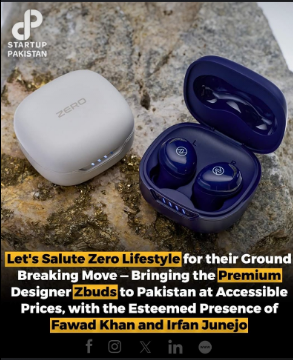 STARTUP
PAKISTAN
ZERO
Let's Salute Zero Lifestyle for their Ground
Breaking Move – Bringing the Premium
Designer Zbuds to Pakistan at Accessible
Prices, with the Esteemed Presence of
Fawad Khan and Irfan Junejo